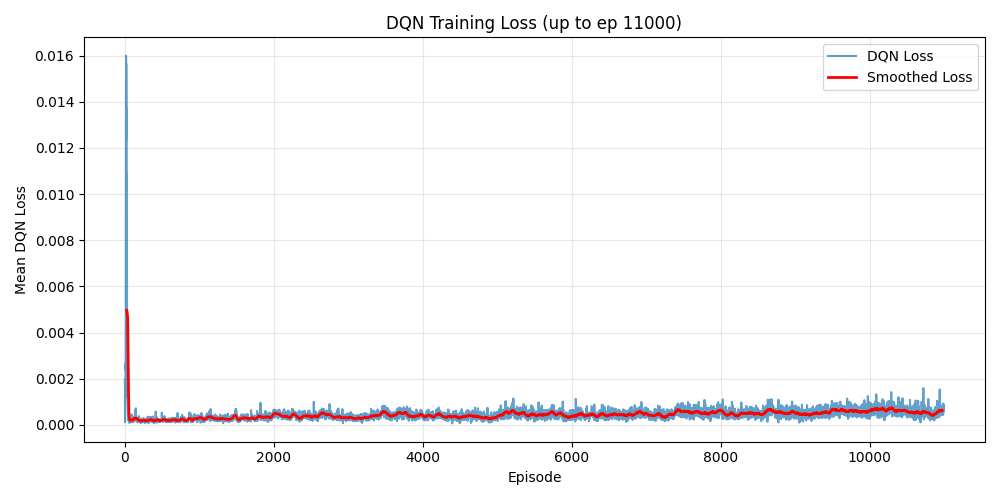 DQN Training Loss (up to ep 11000)
DQN Loss
Smoothed Loss
Mean DQN Loss
0.016
0.014
0.012
0.010
0.008
0.006
0.004
0.002
0.000
0 2000 4000 6000 8000 10000
Episode